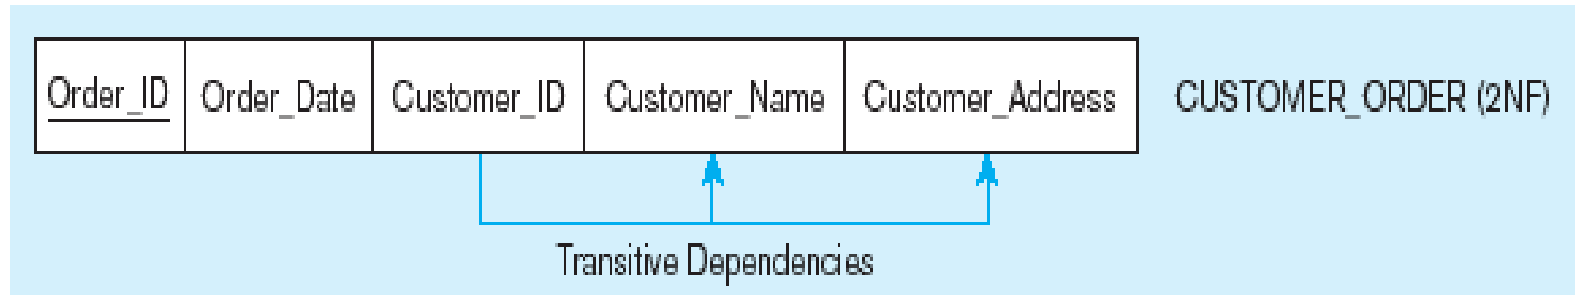 Order_ID Order_Date Customer_ID Customer_Name Customer_Address CUSTOMER_ORDER (2NF)
Transitive Dependencies